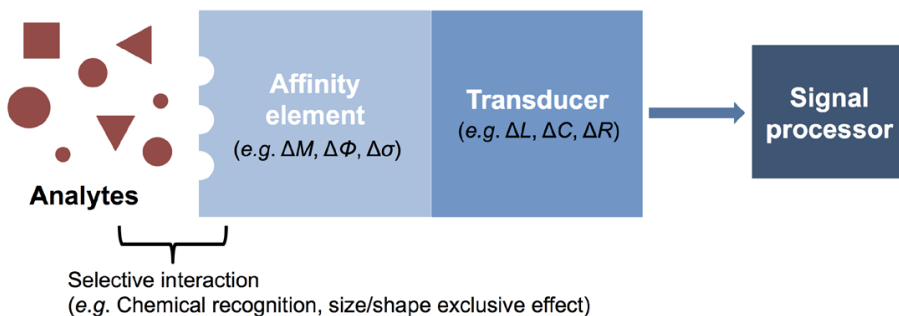 Analytes
Affinity
element
(e.g. ΔM, ΔΦ, Δσ)
Transducer
(e.g. ΔL, ΔC, ΔR)
Signal
processor
Selective interaction
(e.g. Chemical recognition, size/shape exclusive effect)